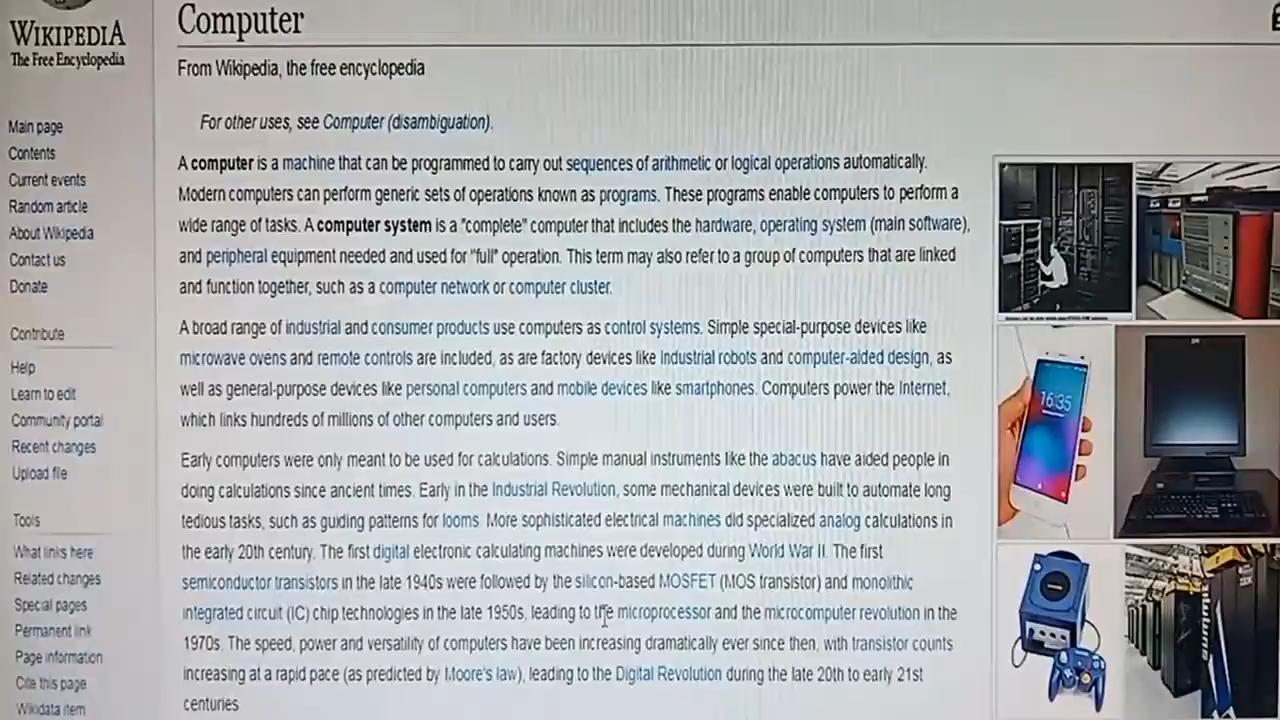 WIKIPEDIA
The Free Encyclopedia
Main page
Contents
Current events
Random article
About Wikipedia
Contact us
Donate
Contribute
Help
Learn to edit
Community portal
Recent changes
Upload file
Tools
What links here
Related changes
Special pages
Permanent link
Page information
Cite this page
Wikidata item
Computer
From Wikipedia, the free encyclopedia
For other uses, see Computer (disambiguation).
A computer is a machine that can be programmed to carry out sequences of arithmetic or logical operations automatically.
Modern computers can perform generic sets of operations known as programs. These programs enable computers to perform a
wide range of tasks. A computer system is a "complete" computer that includes the hardware, operating system (main software),
and peripheral equipment needed and used for "full" operation. This term may also refer to a group of computers that are linked
and function together, such as a computer network or computer cluster.
A broad range of industrial and consumer products use computers as control systems. Simple special-purpose devices like
microwave ovens and remote controls are included, as are factory devices like industrial robots and computer-aided design, as
well as general-purpose devices like personal computers and mobile devices like smartphones. Computers power the Internet,
which links hundreds of millions of other computers and users.
Early computers were only meant to be used for calculations. Simple manual instruments like the abacus have aided people in
doing calculations since ancient times. Early in the Industrial Revolution, some mechanical devices were built to automate long
tedious tasks, such as guiding patterns for looms. More sophisticated electrical machines did specialized analog calculations in
the early 20th century. The first digital electronic calculating machines were developed during World War II. The first
semiconductor transistors in the late 1940s were followed by the silicon-based MOSFET (MOS transistor) and monolithic
integrated circuit (IC) chip technologies in the late 1950s, leading to the microprocessor and the microcomputer revolution in the
1970s. The speed, power and versatility of computers have been increasing dramatically ever since then, with transistor counts
increasing at a rapid pace (as predicted by Moore's law), leading to the Digital Revolution during the late 20th to early 21st
centuries
16:35